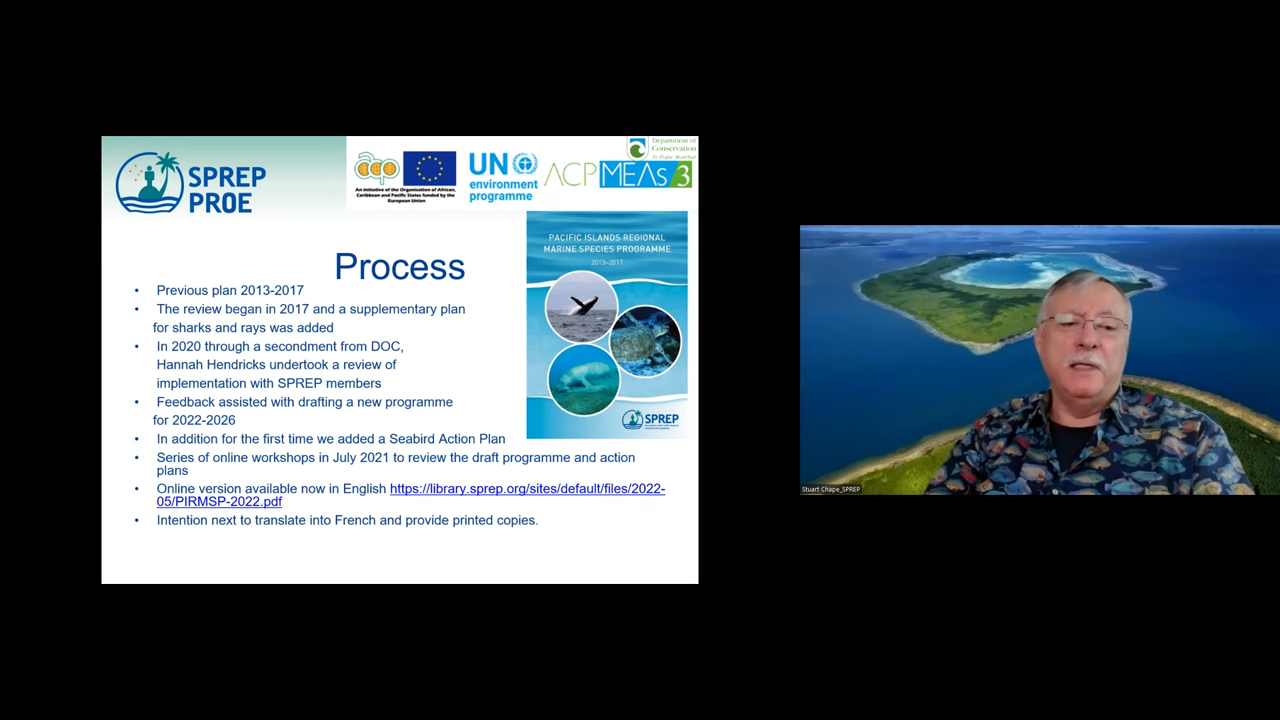 SPREP
PROE
acp
An initiative of the Organisation of African,
Caribbean and Pacific States funded by the
European Union
UN
environment
programme
ACP MEAs 3
Department of
Conservation
Te Papa Atawhai
PACIFIC ISLANDS REGIONAL
MARINE SPECIES PROGRAMME
2013–2017
SPREP
Process
• Previous plan 2013-2017
• The review began in 2017 and a supplementary plan
for sharks and rays was added
• In 2020 through a secondment from DOC,
Hannah Hendricks undertook a review of
implementation with SPREP members
• Feedback assisted with drafting a new programme
for 2022-2026
• In addition for the first time we added a Seabird Action Plan
• Series of online workshops in July 2021 to review the draft programme and action
plans
• Online version available now in English https://library.sprep.org/sites/default/files/2022-
05/PIRMSP-2022.pdf
• Intention next to translate into French and provide printed copies.
Stuart Chape_SPREP